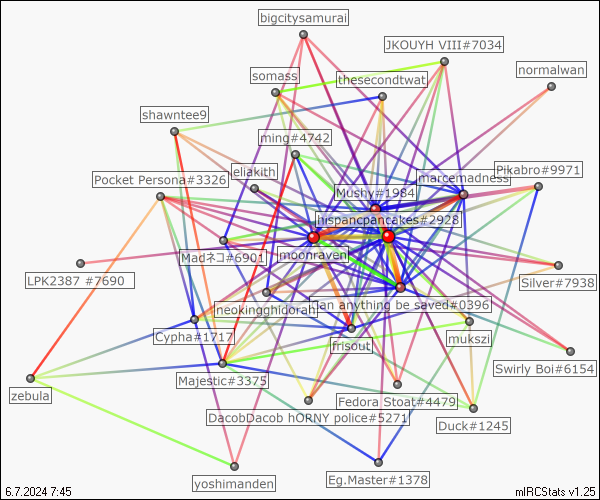 bigcitysamurai
JKOUYH VIII#7034
normalwan
somass
thesecondtwat
shawntee9
ming#4742
eliakith
marcemadness
Pikabro#9971
Pocket Persona#3326
Mushy#1984
hispancpancakes#2928
Madネコ#6901
moonraven
LPK2387 #7690
neokingghidorah
can anything be saved#0396
Silver#7938
Cypha#1717
frisout
mukszi
Swirly Boi#6154
Majestic#3375
zebula
Fedora Stoat#4479
DacobDacob hORNY police#5271
Duck#1245
yoshimanden
Eg.Master#1378
6.7.2024 7:45
mIRCStats v1.25